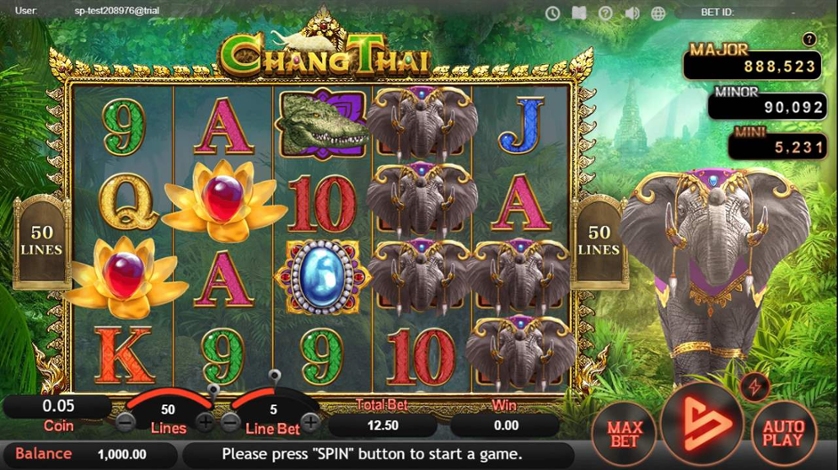 User: sp-test208976@trial
BET ID: -
CHANG THAI
MAJOR
888,523
MINOR
90,092
MINI
5,231
9 A J
Q 10 A
A
K 9 9 10
50
LINES
50
LINES
0.05
Coin
50
Lines
5
Line Bet
Total Bet
12.50
Win
0.00
MAX
BET
AUTO
PLAY
Balance 1,000.00
Please press "SPIN" button to start a game.